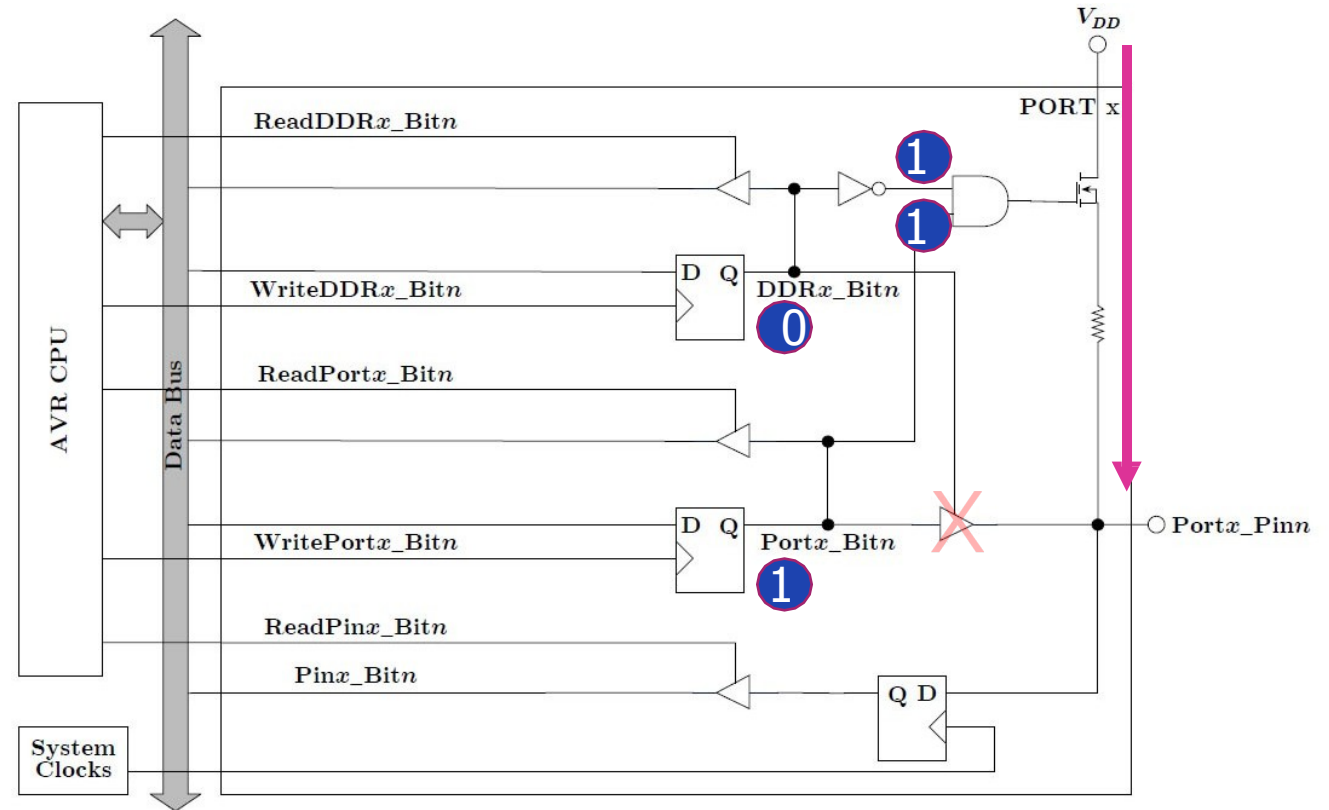 VDD
PORT x
ReadDDRx_Bitn
1
1
D Q
DDRx_Bitn
WriteDDRx_Bitn
0
AVR CPU
Data Bus
ReadPortx_Bitn
X
D Q
Portx_Bitn
Portx_Pinn
WritePortx_Bitn
1
ReadPinx_Bitn
Pinx_Bitn
Q D
System
Clocks